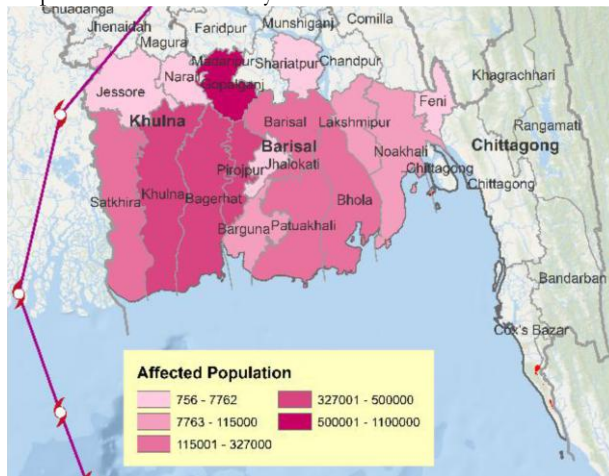 Chuadanga
Jhenaidah
Magura
Faridpur
Munshiganj
Comilla
Madaripur
Shariatpur
Chandpur
Narail
Gopalganj
Jessore
Khulna
Barisal
Lakshmipur
Feni
Khagrachhari
Rangamati
Barisal
Noakhali
Chittagong
Jhalokati
Pirojpur
Chittagong
Chittagong
Satkhira
Khulna
Bagerhat
Bhola
Barguna
Patuakhali
Bandarban
Cox's Bazar
Affected Population
756 - 7762
327001 - 500000
7763 - 115000
500001 - 1100000
115001 - 327000